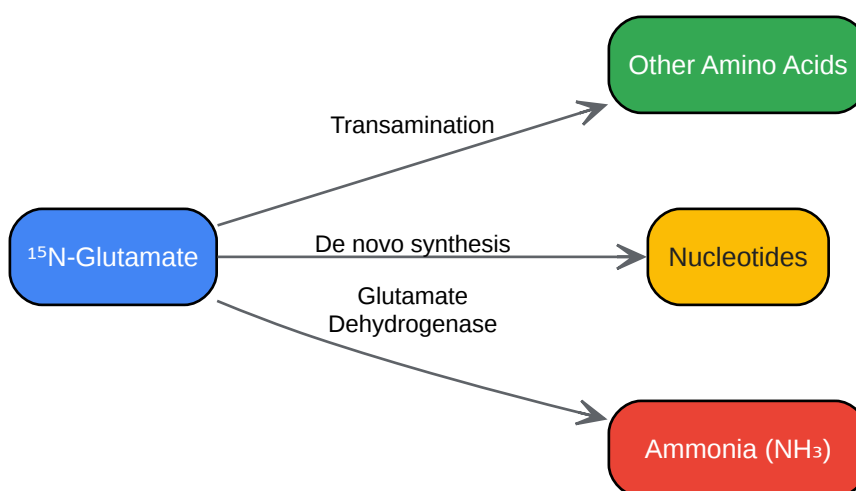 Other Amino Acids
Transamination
¹⁵N-Glutamate
De novo synthesis
Nucleotides
Glutamate
Dehydrogenase
Ammonia (NH₃)